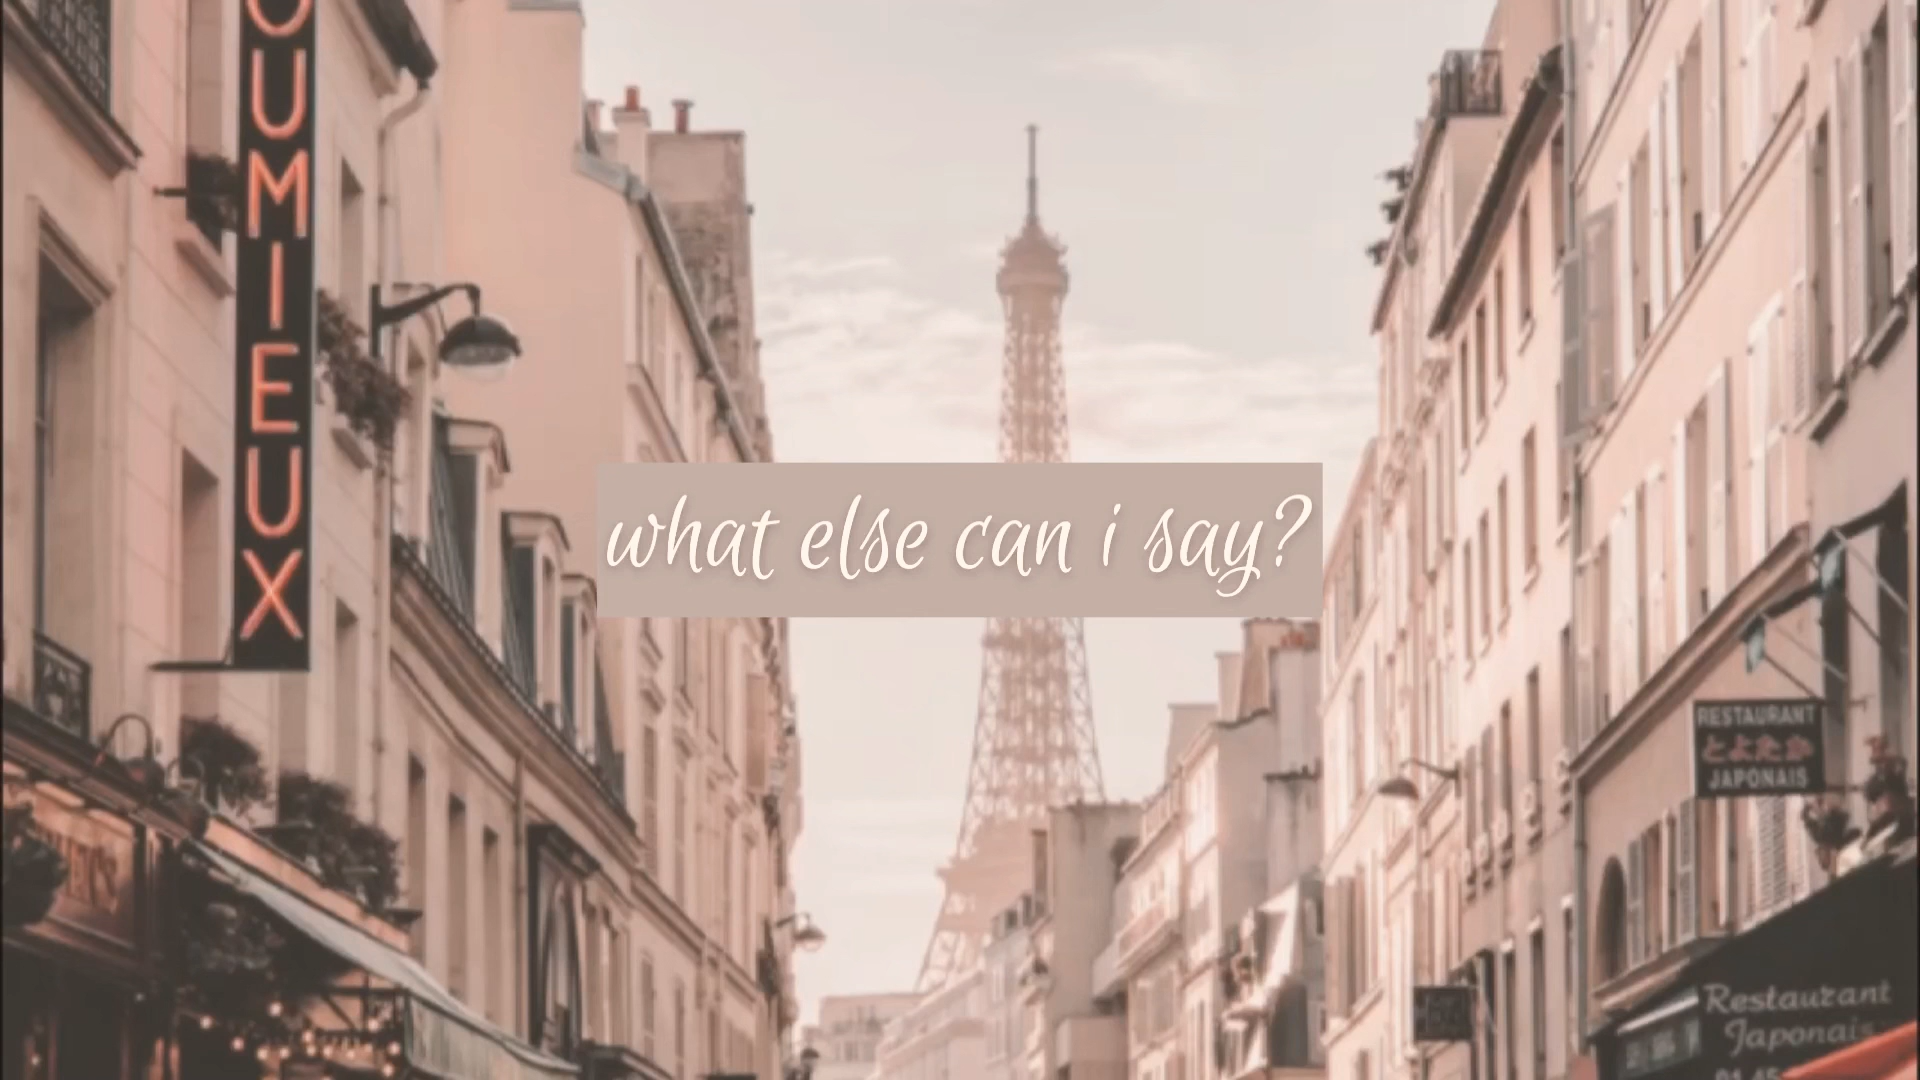 OUMIEUX
what else can i say?
RESTAURANT
とよたか
JAPONAIS
Restaurant
Japonais